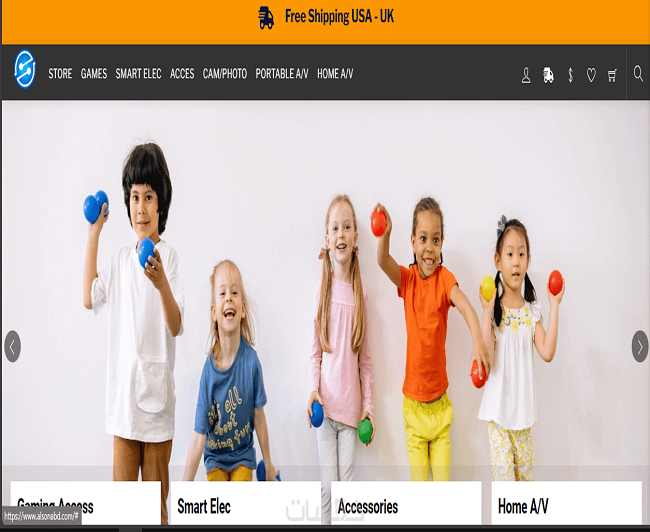 Free Shipping USA - UK
STORE GAMES SMART ELEC ACCES CAM/PHOTO PORTABLE A/V HOME A/V
Gaming Access Smart Elec Accessories Home A/V
https://www.alsonabd.com/#
خمسات